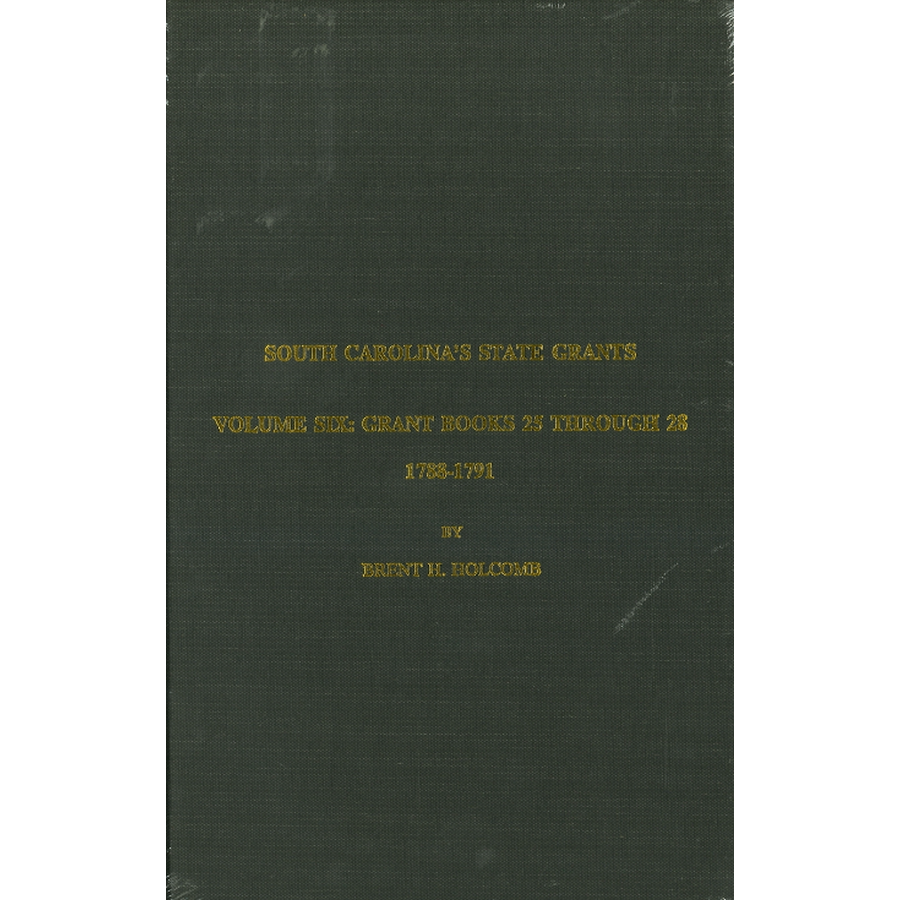 SOUTH CAROLINA'S STATE GRANTS
VOLUME SIX: GRANT BOOKS 25 THROUGH 28
1788-1791
BY
BRENT H. HOLCOMB